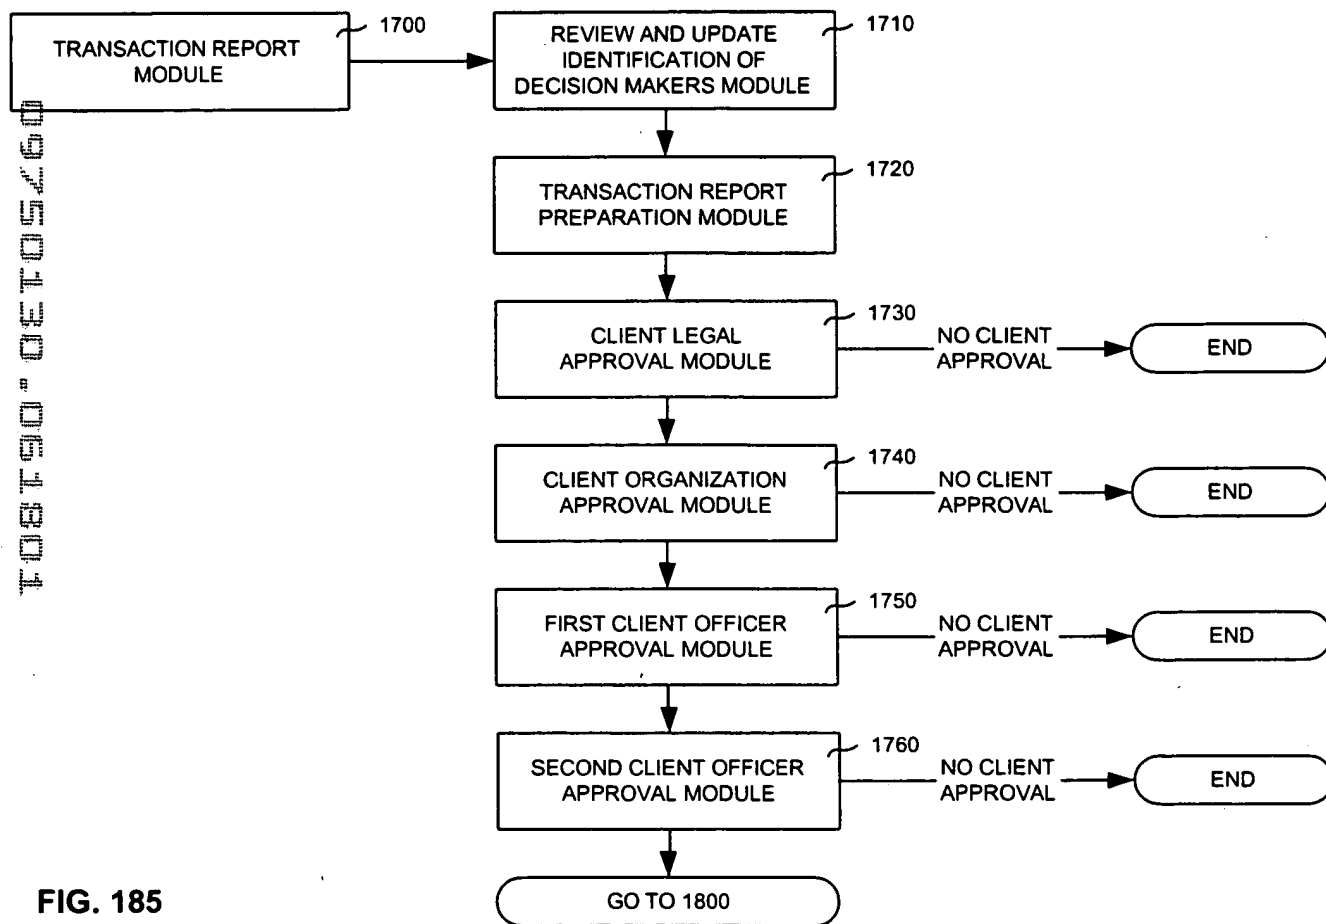 TRANSACTION REPORT
MODULE
1700
REVIEW AND UPDATE
IDENTIFICATION OF
DECISION MAKERS MODULE
1710
TRANSACTION REPORT
PREPARATION MODULE
1720
CLIENT LEGAL
APPROVAL MODULE
1730
NO CLIENT
APPROVAL
END
CLIENT ORGANIZATION
APPROVAL MODULE
1740
NO CLIENT
APPROVAL
END
FIRST CLIENT OFFICER
APPROVAL MODULE
1750
NO CLIENT
APPROVAL
END
SECOND CLIENT OFFICER
APPROVAL MODULE
1760
NO CLIENT
APPROVAL
END
GO TO 1800
FIG. 185
09750130.051801